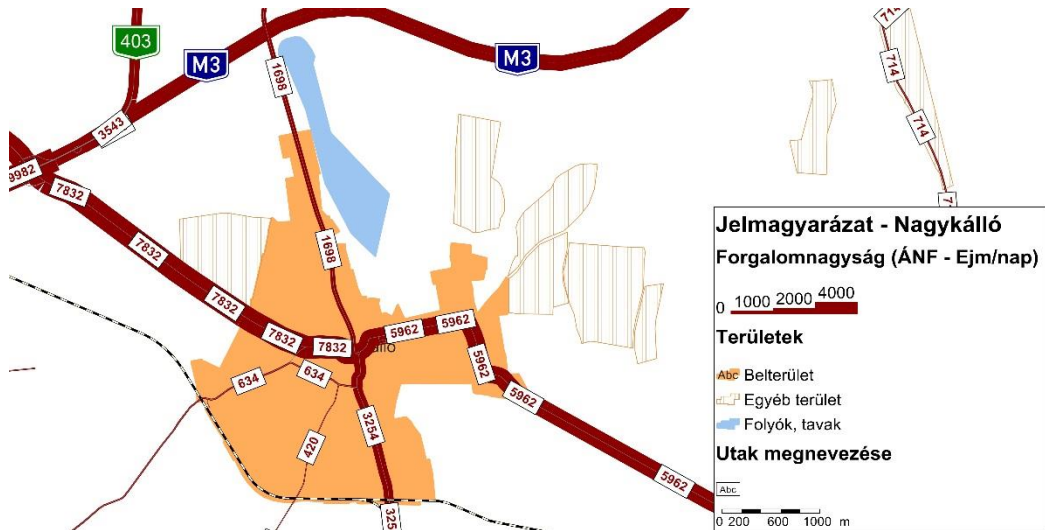 403
M3
M3
1698
714
714
714
3543
9982
7832
7832
1698
7832
7832
7832
5962
5962
5962
5962
5962
634
634
420
3254
325
Jelmagyarázat - Nagykálló
Forgalomnagyság (ÁNF - Ejm/nap)
0 1000 2000 4000
Területek
Abc Belterület
Egyéb terület
Folyók, tavak
Utak megnevezése
Abc
0 200 600 1000 m